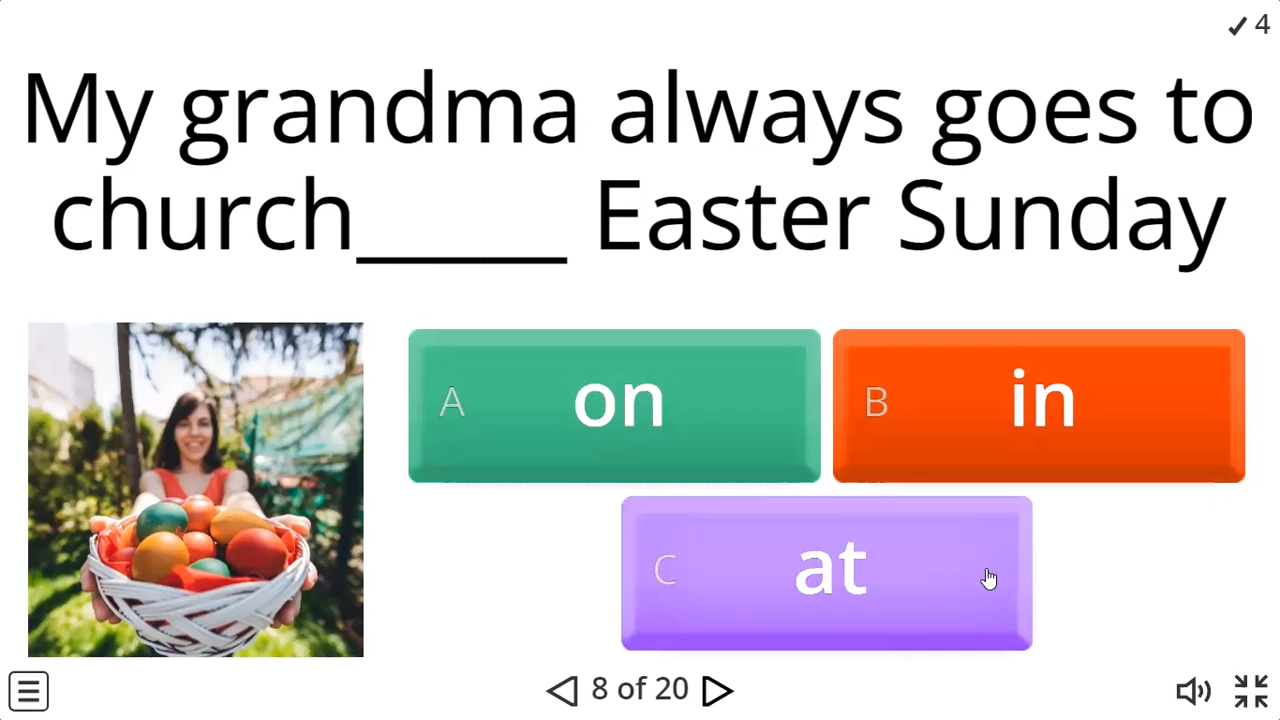 ✓ 4
My grandma always goes to
church_____ Easter Sunday
A on
B in
C at
8 of 20